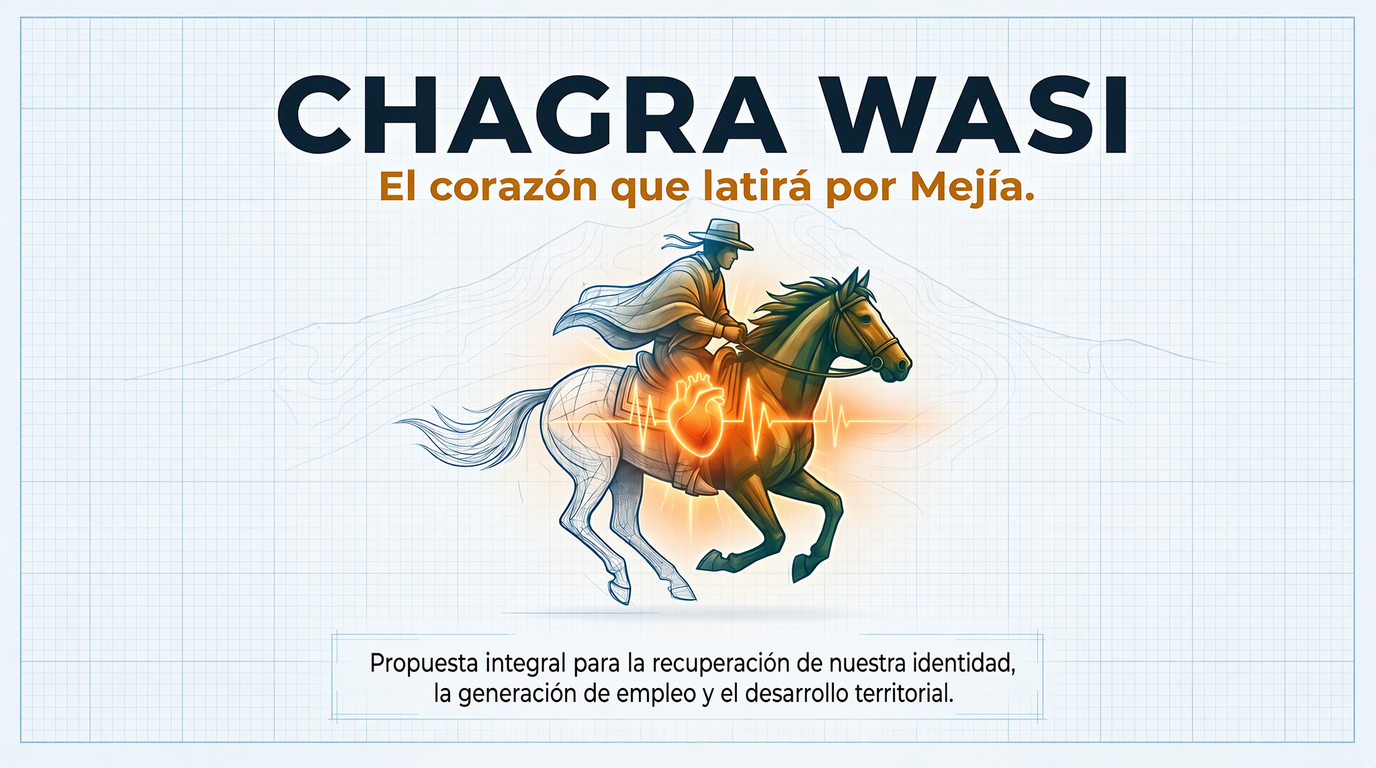 CHAGRA WASI
El corazón que latirá por Mejía.
Propuesta integral para la recuperación de nuestra identidad,
la generación de empleo y el desarrollo territorial.